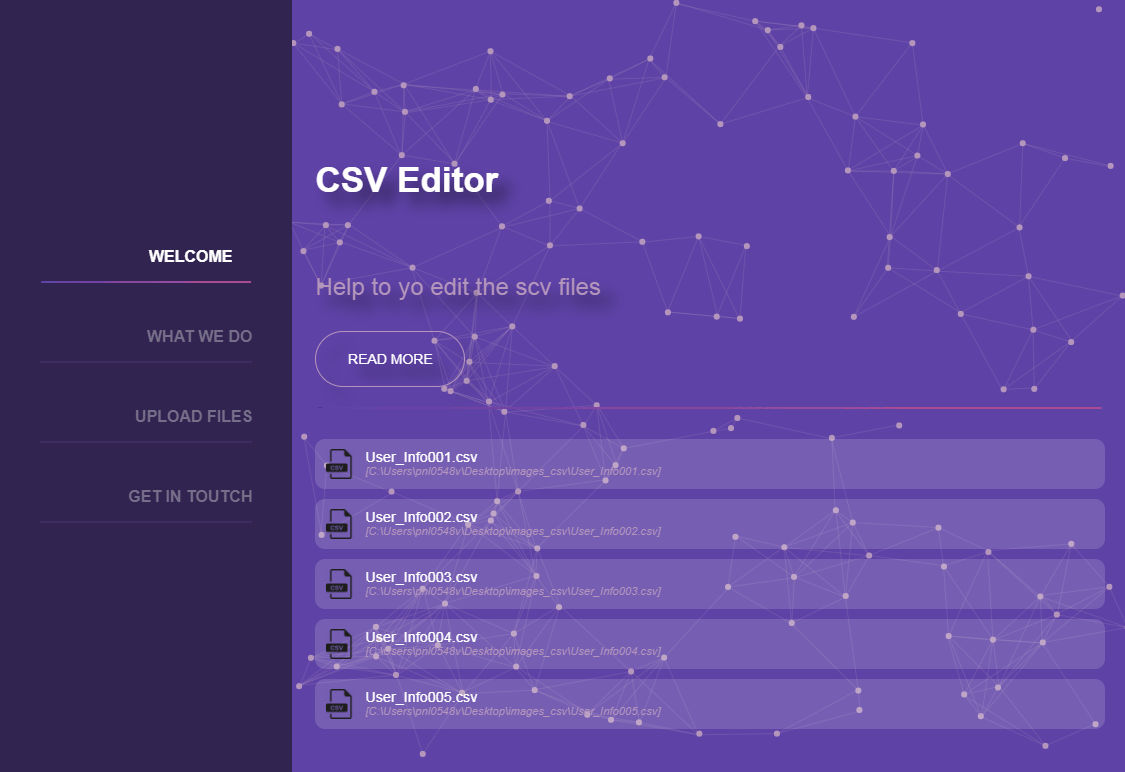 WELCOME
WHAT WE DO
UPLOAD FILES
GET IN TOUTCH
CSV Editor
Help to yo edit the scv files
READ MORE
CSV
User_Info001.csv
[C:\Users\pnl0548v\Desktop\images_csv\User_Info001.csv]
CSV
User_Info002.csv
[C:\Users\pnl0548v\Desktop\images_csv\User_Info002.csv]
CSV
User_Info003.csv
[C:\Users\pnl0548v\Desktop\images_csv\User_Info003.csv]
CSV
User_Info004.csv
[C:\Users\pnl0548v\Desktop\images_csv\User_Info004.csv]
CSV
User_Info005.csv
[C:\Users\pnl0548v\Desktop\images_csv\User_Info005.csv]